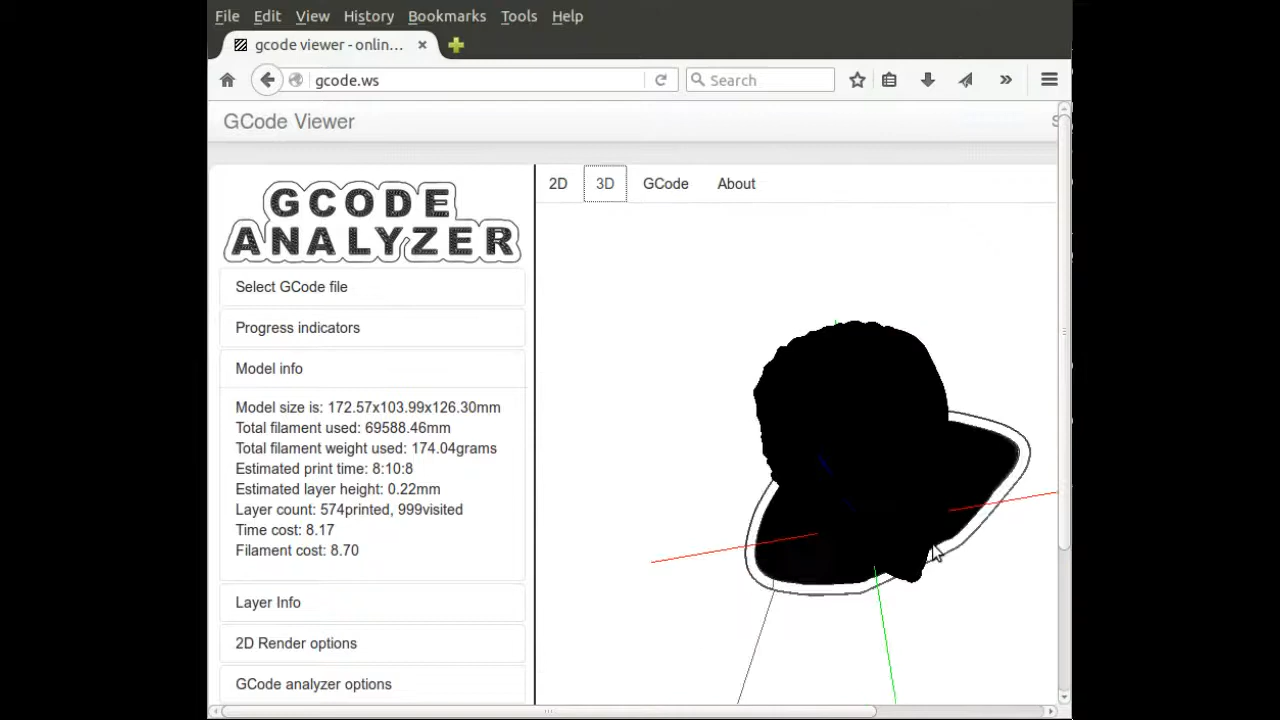 File Edit View History Bookmarks Tools Help
gcode viewer - onlin...
gcode.ws
Search
GCode Viewer
GCODE
ANALYZER
2D 3D GCode About
Select GCode file
Progress indicators
Model info
Model size is: 172.57x103.99x126.30mm
Total filament used: 69588.46mm
Total filament weight used: 174.04grams
Estimated print time: 8:10:8
Estimated layer height: 0.22mm
Layer count: 574printed, 999visited
Time cost: 8.17
Filament cost: 8.70
Layer Info
2D Render options
GCode analyzer options